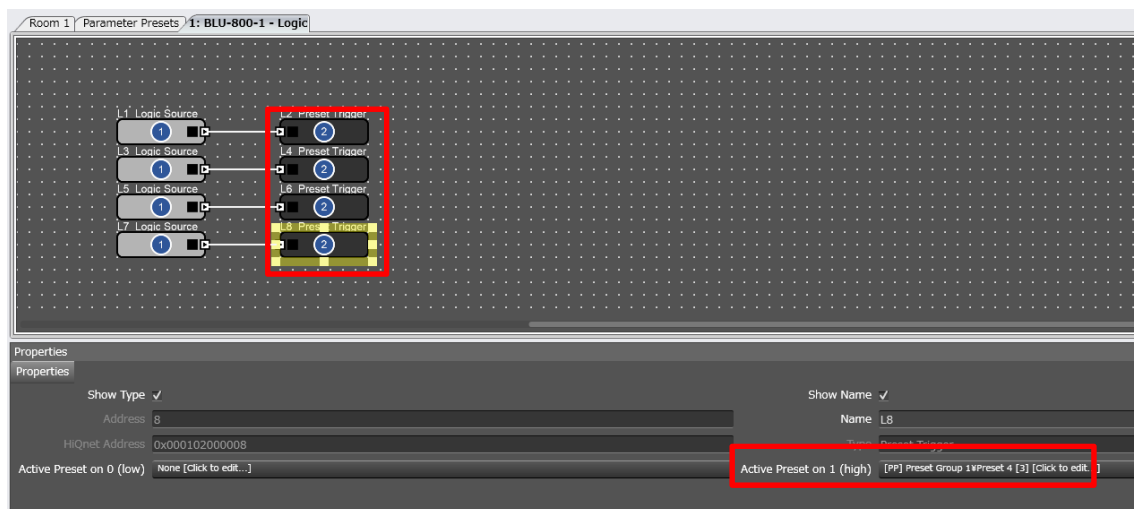 Room 1 Parameter Presets 1: BLU-800-1 - Logic
L1 Logic Source L2 Preset Trigger
1 2
L3 Logic Source L4 Preset Trigger
1 2
L5 Logic Source L6 Preset Trigger
1 2
L7 Logic Source L8 Preset Trigger
1 2
Properties
Properties
Show Type Show Name
Address 8 Name L8
HiQnet Address 0x000102000008 Type Preset Trigger
Active Preset on 0 (low) None [Click to edit...] Active Preset on 1 (high) [PP] Preset Group 1¥Preset 4 [3] [Click to edit...]